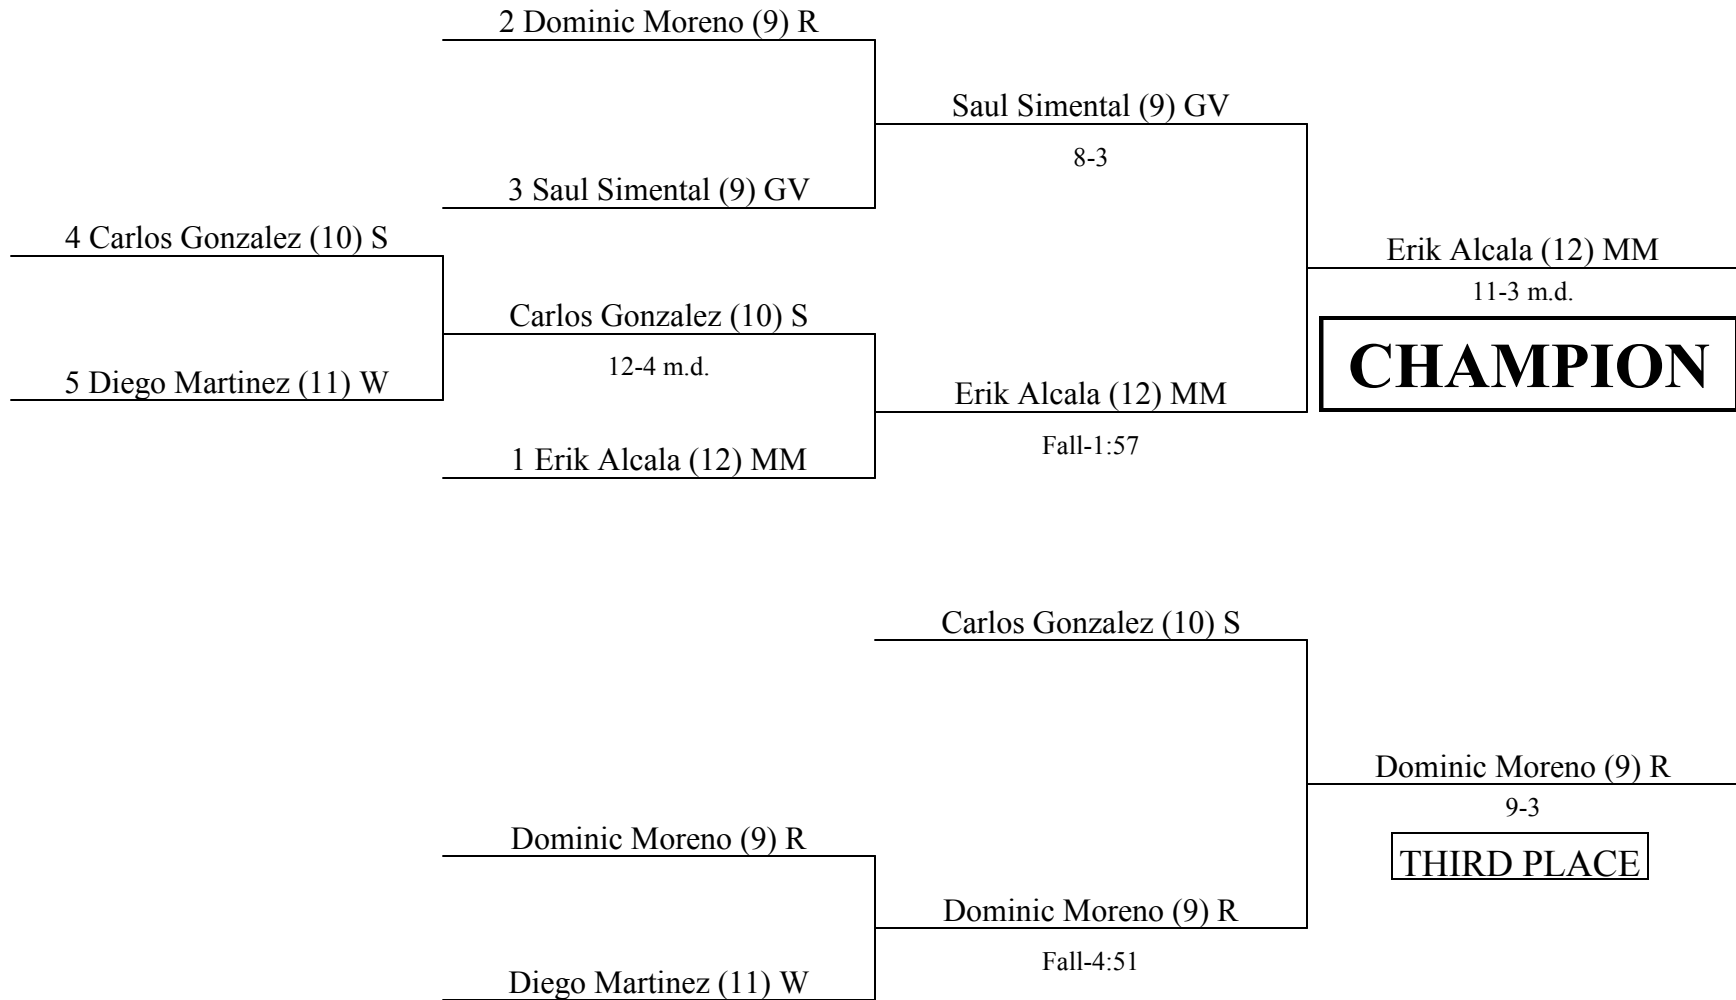 2 Dominic Moreno (9) R
Saul Simental (9) GV
8-3
3 Saul Simental (9) GV
4 Carlos Gonzalez (10) S
Erik Alcala (12) MM
11-3 m.d.
CHAMPION
Carlos Gonzalez (10) S
12-4 m.d.
5 Diego Martinez (11) W
Erik Alcala (12) MM
Fall-1:57
1 Erik Alcala (12) MM
Carlos Gonzalez (10) S
Dominic Moreno (9) R
9-3
THIRD PLACE
Dominic Moreno (9) R
Dominic Moreno (9) R
Fall-4:51
Diego Martinez (11) W